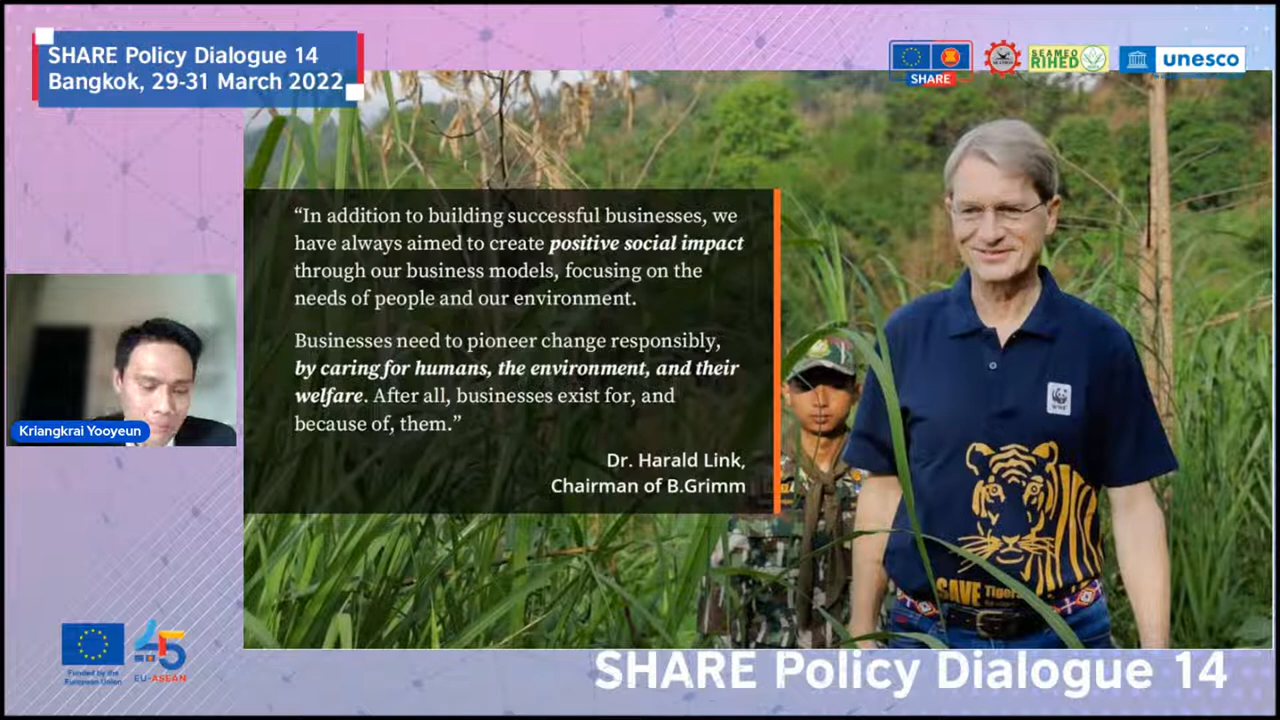 SHARE Policy Dialogue 14
Bangkok, 29-31 March 2022
SHARE
SEAMEO
RIHED
unesco
“In addition to building successful businesses, we
have always aimed to create positive social impact
through our business models, focusing on the
needs of people and our environment.
Businesses need to pioneer change responsibly,
by caring for humans, the environment, and their
welfare. After all, businesses exist for, and
because of, them.”
Dr. Harald Link,
Chairman of B.Grimm
Kriangkrai Yooyeun
WWF
SAVE Tigers
Funded by the
European Union
45
EU-ASEAN
SHARE Policy Dialogue 14